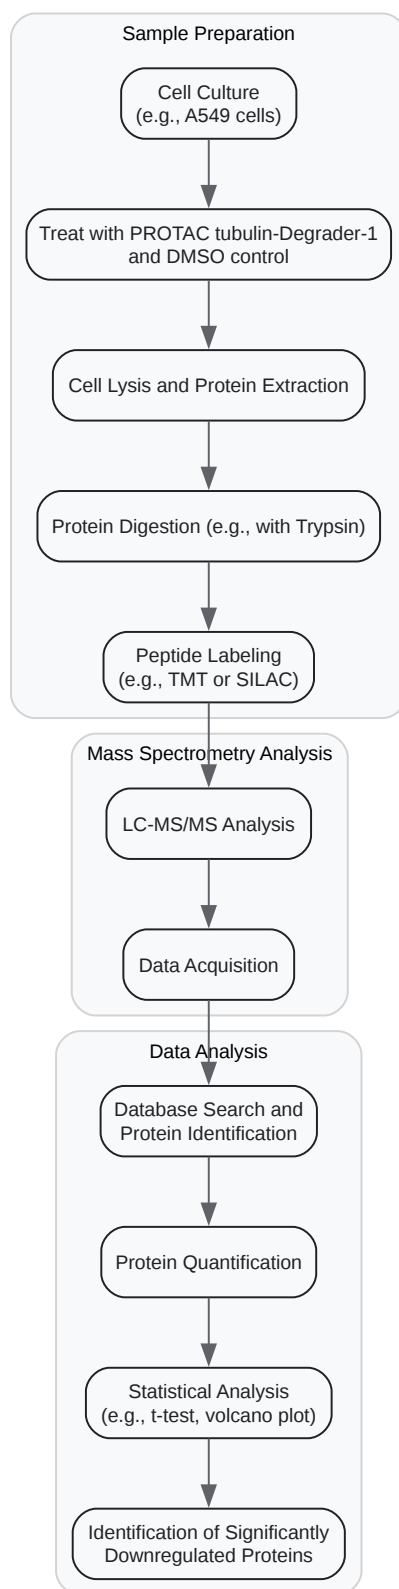 Sample Preparation
Cell Culture
(e.g., A549 cells)
Treat with PROTAC tubulin-Degrader-1
and DMSO control
Cell Lysis and Protein Extraction
Protein Digestion (e.g., with Trypsin)
Peptide Labeling
(e.g., TMT or SILAC)
Mass Spectrometry Analysis
LC-MS/MS Analysis
Data Acquisition
Data Analysis
Database Search and
Protein Identification
Protein Quantification
Statistical Analysis
(e.g., t-test, volcano plot)
Identification of Significantly
Downregulated Proteins